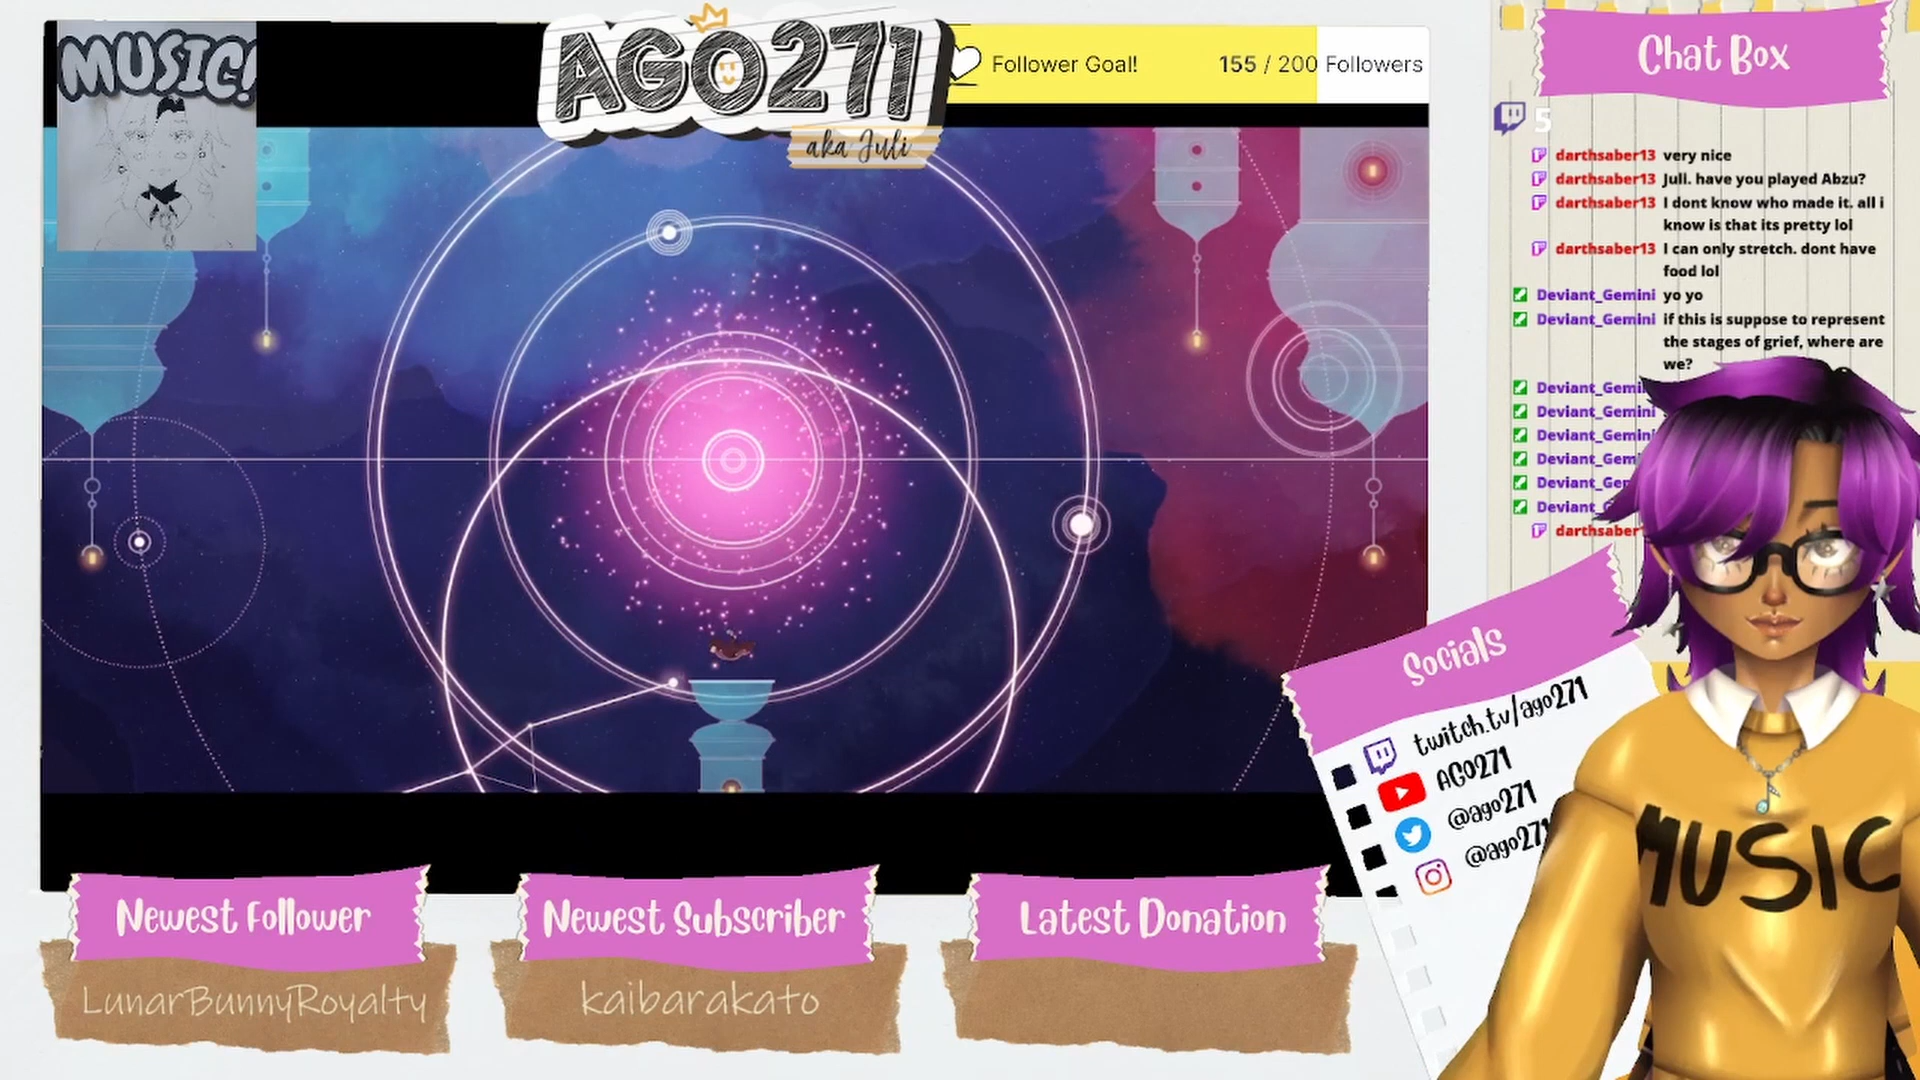 MUSIC!
AGO271
aka Juli
Follower Goal!
155 / 200 Followers
Chat Box
5
darthsaber13 very nice
darthsaber13 Juli. have you played Abzu?
darthsaber13 I dont know who made it. all i
know is that its pretty lol
darthsaber13 I can only stretch. dont have
food lol
Deviant_Gemini yo yo
Deviant_Gemini if this is suppose to represent
the stages of grief, where are
we?
Socials
twitch.tv/ago271
AGO271
@ago271
@ago271
MUSIC
Newest Follower
LunarBunnyRoyalty
Newest Subscriber
kaibarakato
Latest Donation